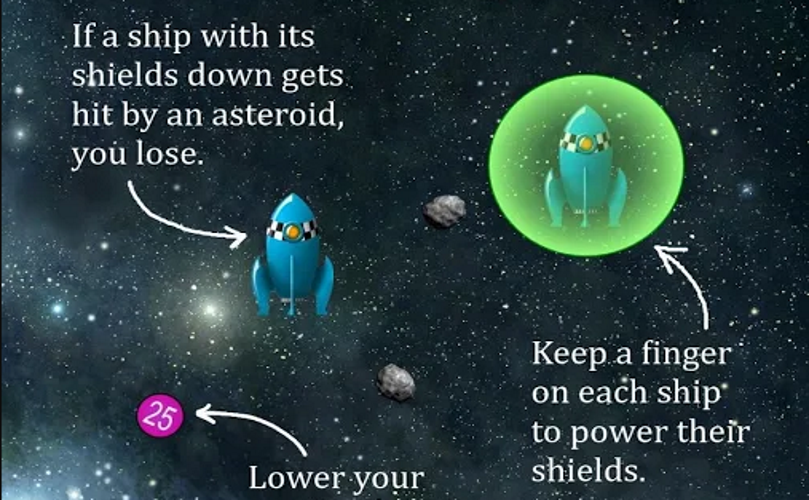 If a ship with its
shields down gets
hit by an asteroid,
you lose.
Keep a finger
on each ship
to power their
shields.
25
Lower your